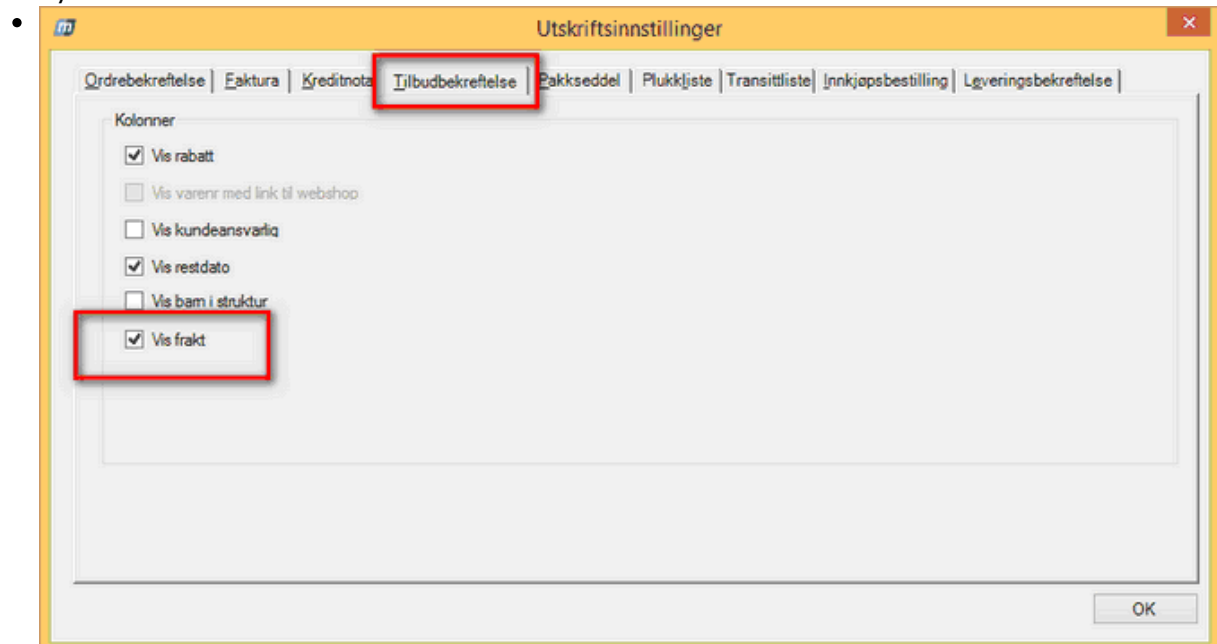 Utskriftsinnstillinger
Ordrebekreftelse Faktura Kreditnota Tilbudbekreftelse Pakkseddel Plukkliste Transittliste Innkjøpsbestilling Leveringsbekreftelse
Kolonner
Vis rabatt
Vis varenr med link til webshop
Vis kundeansvarlig
Vis restdato
Vis barn i struktur
Vis frakt
OK